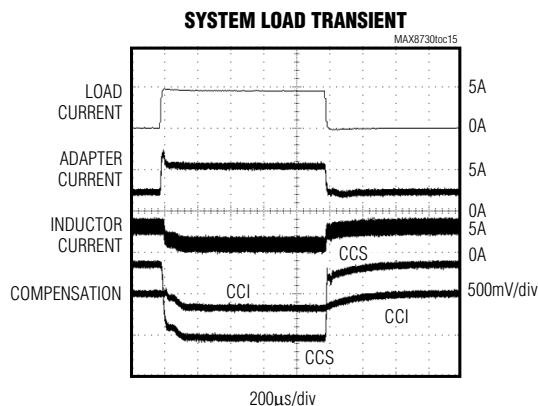 SYSTEM LOAD TRANSIENT
MAX8730toc15
LOAD
CURRENT
5A
0A
ADAPTER
CURRENT
5A
0A
INDUCTOR
CURRENT
5A
0A
CCS
COMPENSATION
CCI
500mV/div
CCI
CCS
200µs/div